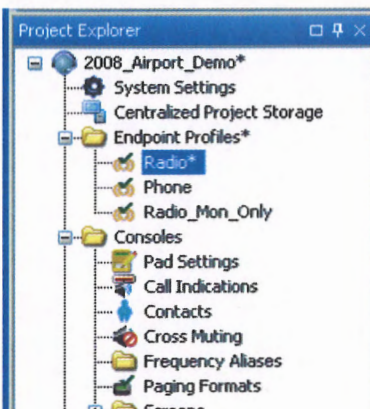 Project Explorer
2008_Airport_Demo*
System Settings
Centralized Project Storage
Endpoint Profiles*
Radio*
Phone
Radio_Mon_Only
Consoles
Pad Settings
Call Indications
Contacts
Cross Muting
Frequency Aliases
Paging Formats